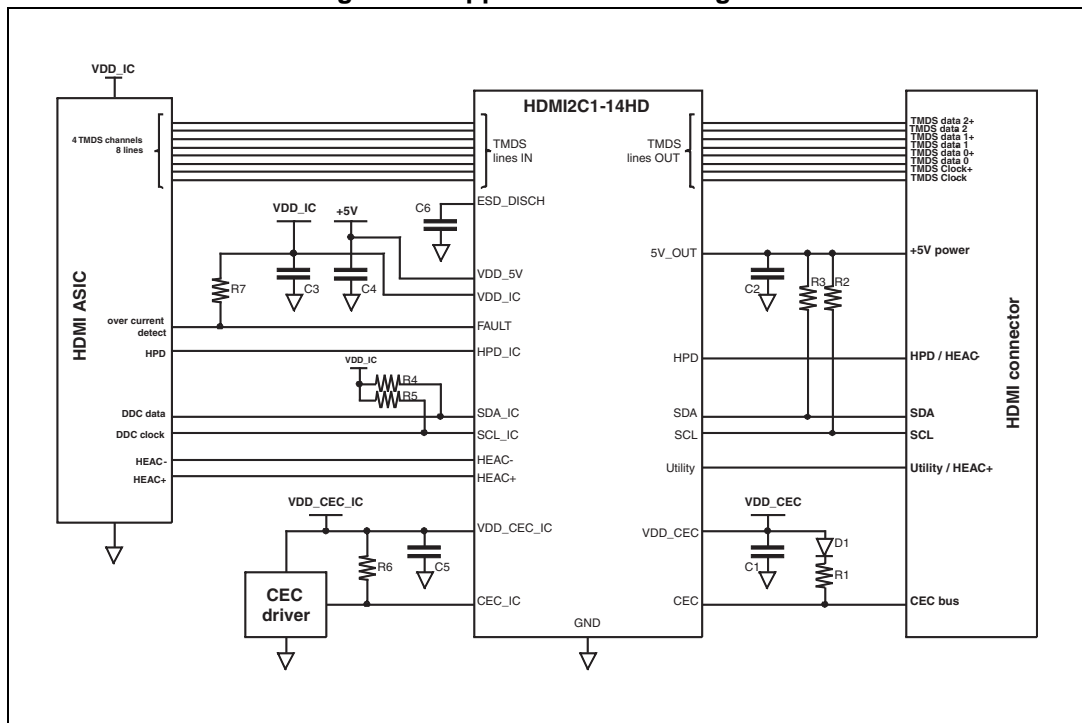 VDD_IC
HDMI ASIC
4 TMDS channels
8 lines
over current
detect
HPD
DDC data
DDC clock
HEAC-
HEAC+
VDD_IC
+5V
C6
C3
C4
R7
VDD_IC
R4
R5
VDD_CEC_IC
R6
C5
CEC
driver
HDMI2C1-14HD
TMDS
lines IN
TMDS
lines OUT
ESD_DISCH
VDD_5V
VDD_IC
FAULT
HPD_IC
SDA_IC
SCL_IC
HEAC-
HEAC+
VDD_CEC_IC
CEC_IC
GND
5V_OUT
HPD
SDA
SCL
Utility
VDD_CEC
CEC
C2
R3
R2
VDD_CEC
C1
D1
R1
TMDS data 2+
TMDS data 2
TMDS data 1+
TMDS data 1
TMDS data 0+
TMDS data 0
TMDS Clock+
TMDS Clock
+5V power
HPD / HEAC-
SDA
SCL
Utility / HEAC+
CEC bus
HDMI connector